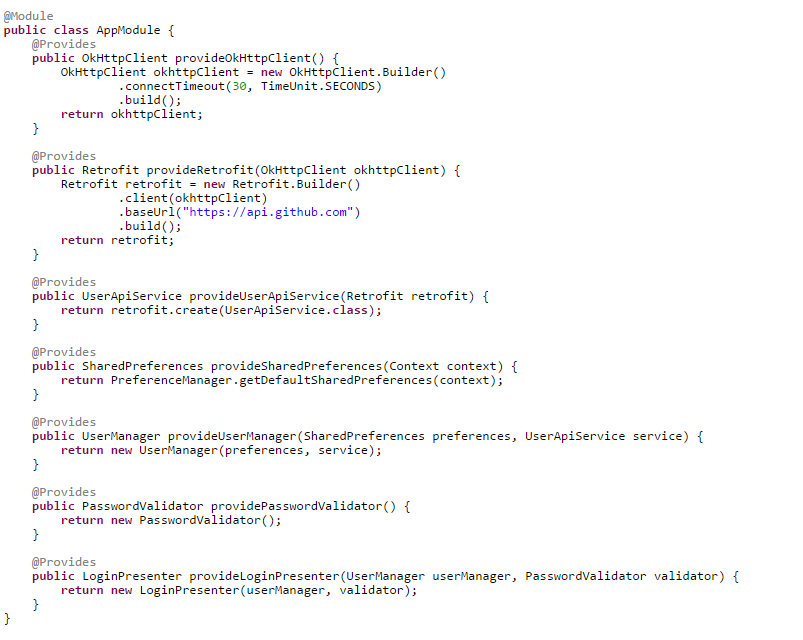 @Module
public class AppModule {
    @Provides
    public OkHttpClient provideOkHttpClient() {
        OkHttpClient okhttpClient = new OkHttpClient.Builder()
                .connectTimeout(30, TimeUnit.SECONDS)
                .build();
        return okhttpClient;
    }

    @Provides
    public Retrofit provideRetrofit(OkHttpClient okhttpClient) {
        Retrofit retrofit = new Retrofit.Builder()
                .client(okhttpClient)
                .baseUrl("https://api.github.com")
                .build();
        return retrofit;
    }

    @Provides
    public UserApiService provideUserApiService(Retrofit retrofit) {
        return retrofit.create(UserApiService.class);
    }

    @Provides
    public SharedPreferences provideSharedPreferences(Context context) {
        return PreferenceManager.getDefaultSharedPreferences(context);
    }

    @Provides
    public UserManager provideUserManager(SharedPreferences preferences, UserApiService service) {
        return new UserManager(preferences, service);
    }

    @Provides
    public PasswordValidator providePasswordValidator() {
        return new PasswordValidator();
    }

    @Provides
    public LoginPresenter provideLoginPresenter(UserManager userManager, PasswordValidator validator) {
        return new LoginPresenter(userManager, validator);
    }
}